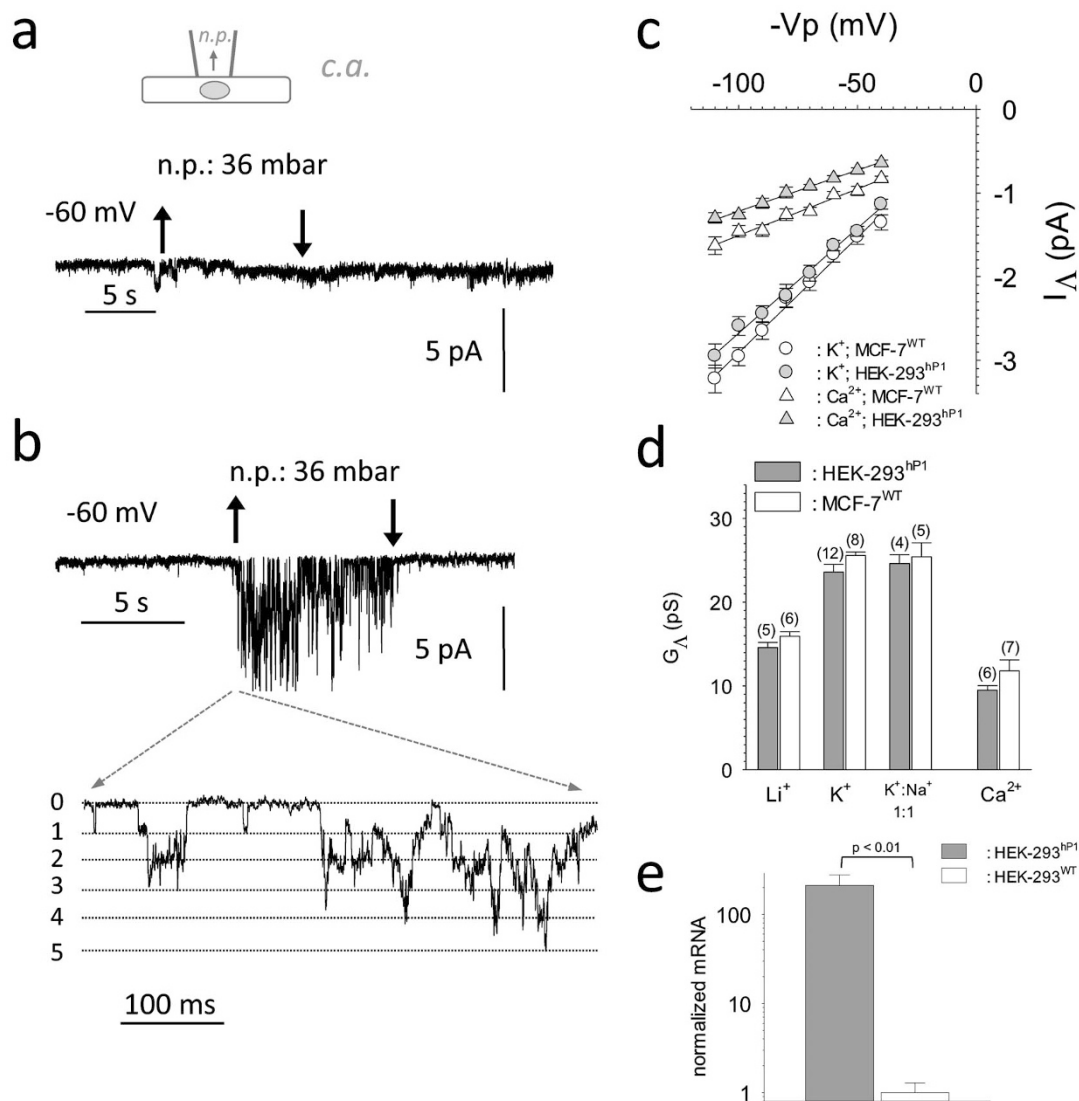 a
n.p.
c.a.
n.p.: 36 mbar
-60 mV
5 s
5 pA
b
n.p.: 36 mbar
-60 mV
5 s
5 pA
0
1
2
3
4
5
100 ms
c
-Vp (mV)
-100 -50 0
0
-1
-2
-3
I_Λ (pA)
: K⁺; MCF-7ᵂᵀ
: K⁺; HEK-293ʰᴾ¹
: Ca²⁺; MCF-7ᵂᵀ
: Ca²⁺; HEK-293ʰᴾ¹
d
: HEK-293ʰᴾ¹
: MCF-7ᵂᵀ
G_Λ (pS)
30
20
10
0
(5) (6) (12) (8) (4) (5) (6) (7)
Li⁺ K⁺ K⁺:Na⁺ Ca²⁺
1:1
e
: HEK-293ʰᴾ¹
: HEK-293ᵂᵀ
p < 0.01
normalized mRNA
100
10
1